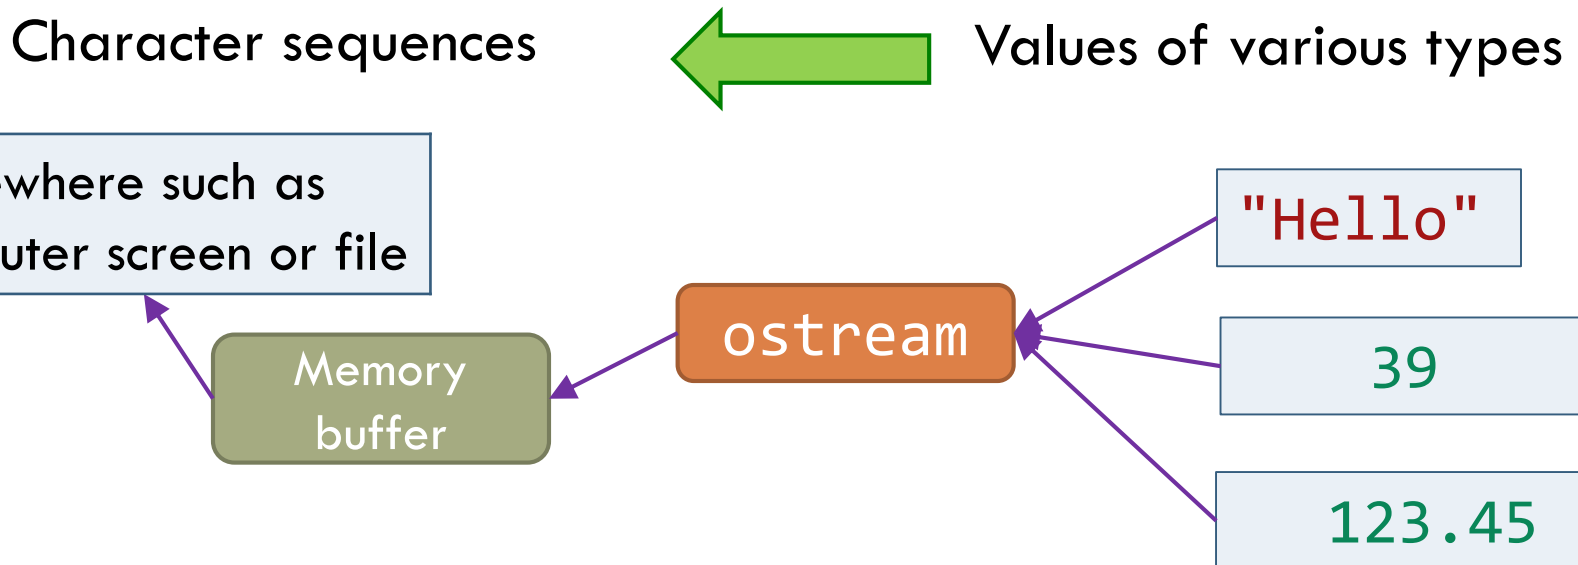 Character sequences
Values of various types
where such as
screen or file
"Hello"
ostream
39
Memory
buffer
123.45